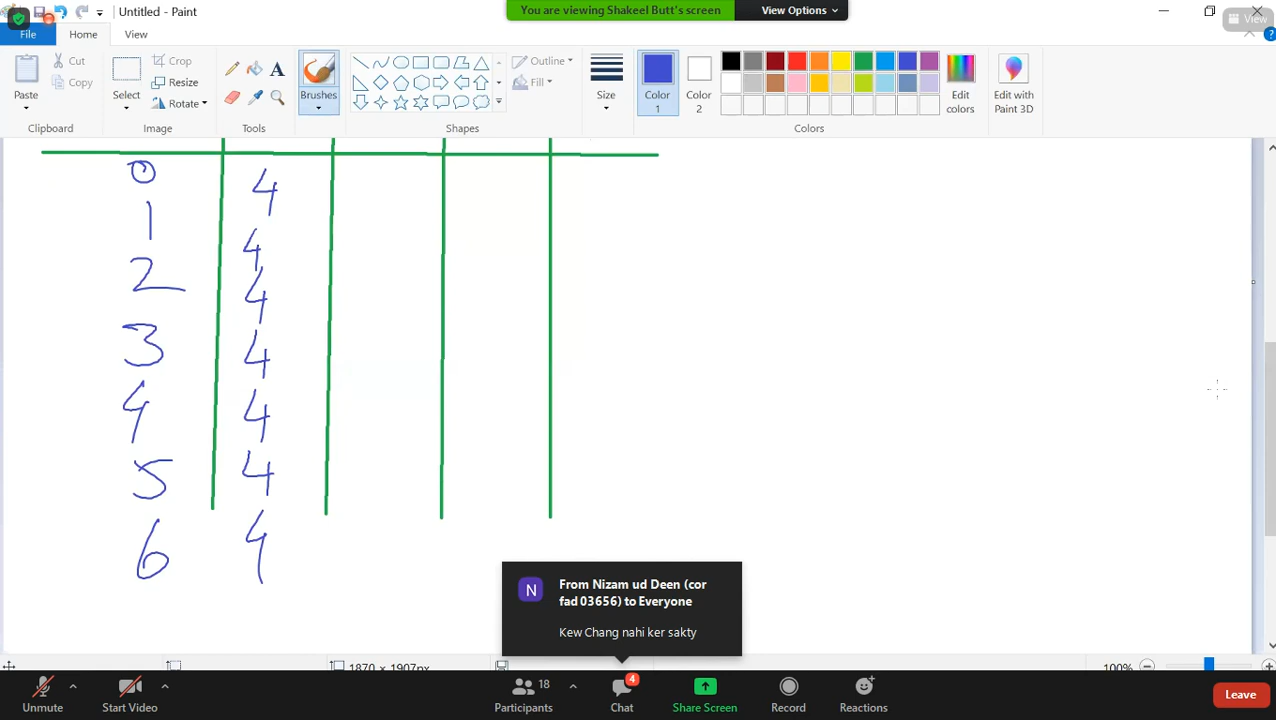 Untitled - Paint
You are viewing Shakeel Butt's screen
View Options
View
File
Home
View
Paste
Cut
Copy
Clipboard
Select
Crop
Resize
Rotate
Image
Tools
Brushes
Shapes
Outline
Fill
Size
Color
1
Color
2
Edit
colors
Edit with
Paint 3D
Colors
0 4
1 4
2 4
3 4
4 4
5 4
6 4
N
From Nizam ud Deen (cor
fad 03656) to Everyone
Kew Chang nahi ker sakty
1870 × 1907px
100%
Unmute
Start Video
Participants
18
Chat
4
Share Screen
Record
Reactions
Leave